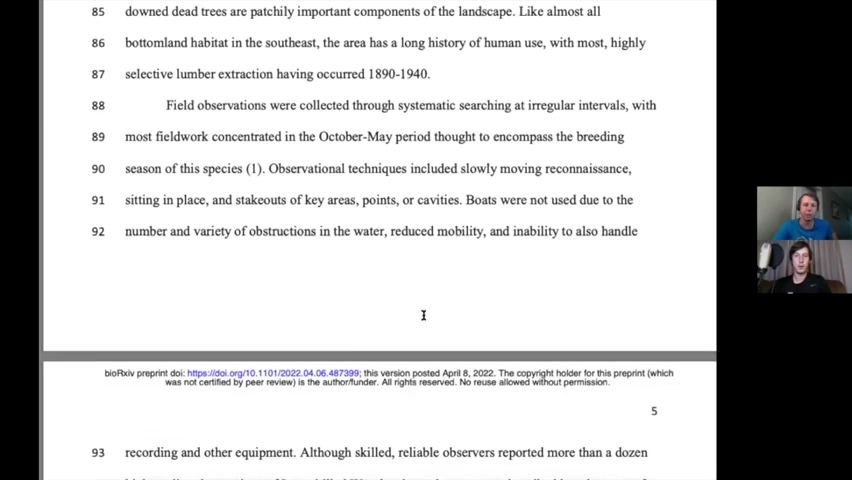 85 downed dead trees are patchily important components of the landscape. Like almost all
86 bottomland habitat in the southeast, the area has a long history of human use, with most, highly
87 selective lumber extraction having occurred 1890-1940.
88 Field observations were collected through systematic searching at irregular intervals, with
89 most fieldwork concentrated in the October-May period thought to encompass the breeding
90 season of this species (1). Observational techniques included slowly moving reconnaissance,
91 sitting in place, and stakeouts of key areas, points, or cavities. Boats were not used due to the
92 number and variety of obstructions in the water, reduced mobility, and inability to also handle
bioRxiv preprint doi: https://doi.org/10.1101/2022.04.06.487399; this version posted April 8, 2022. The copyright holder for this preprint (which
was not certified by peer review) is the author/funder. All rights reserved. No reuse allowed without permission.
5
93 recording and other equipment. Although skilled, reliable observers reported more than a dozen